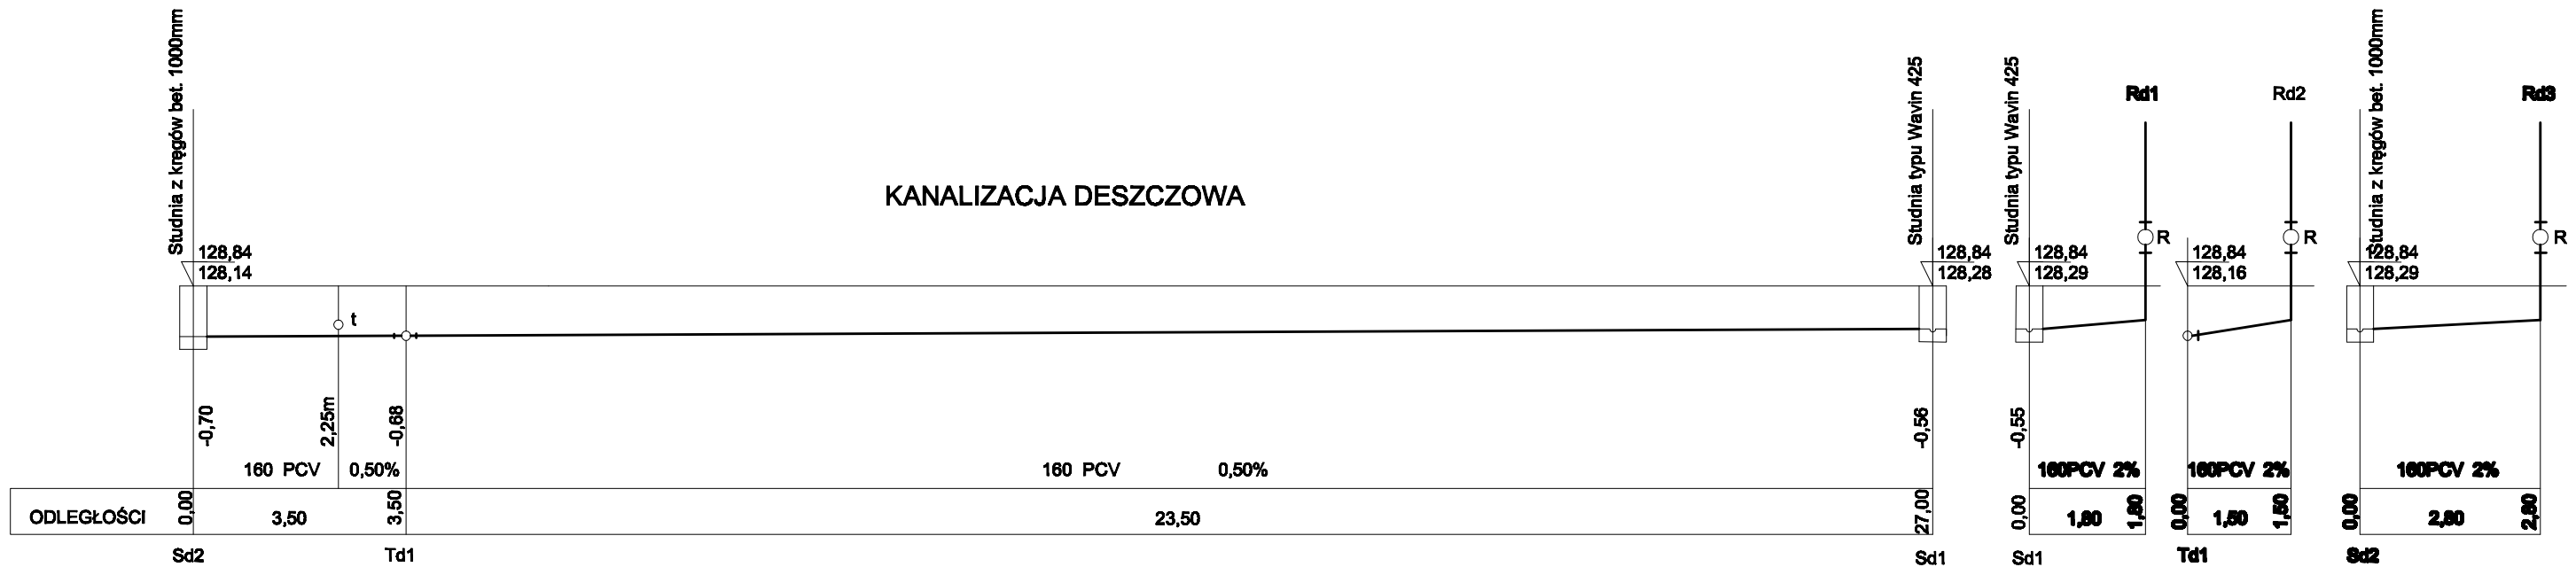 Studnia z kręgów bet. 1000mm
Studnia typu Wavin 425
Studnia typu Wavin 425
Studnia z kręgów bet. 1000mm
Rd1
Rd2
Rd3
KANALIZACJA DESZCZOWA
128,84
128,14
128,84
128,28
128,84
128,29
R
128,84
128,16
R
128,84
128,29
R
t
-0,70
2,25m
-0,68
-0,56
-0,55
160 PCV 0,50%
160 PCV 0,50%
160PCV 2%
160PCV 2%
160PCV 2%
ODLEGŁOŚCI
0,00
3,50
3,50
23,50
27,00
0,00
1,80
1,80
0,00
1,50
1,50
0,00
2,80
2,80
Sd2
Td1
Sd1
Sd1
Td1
Sd2